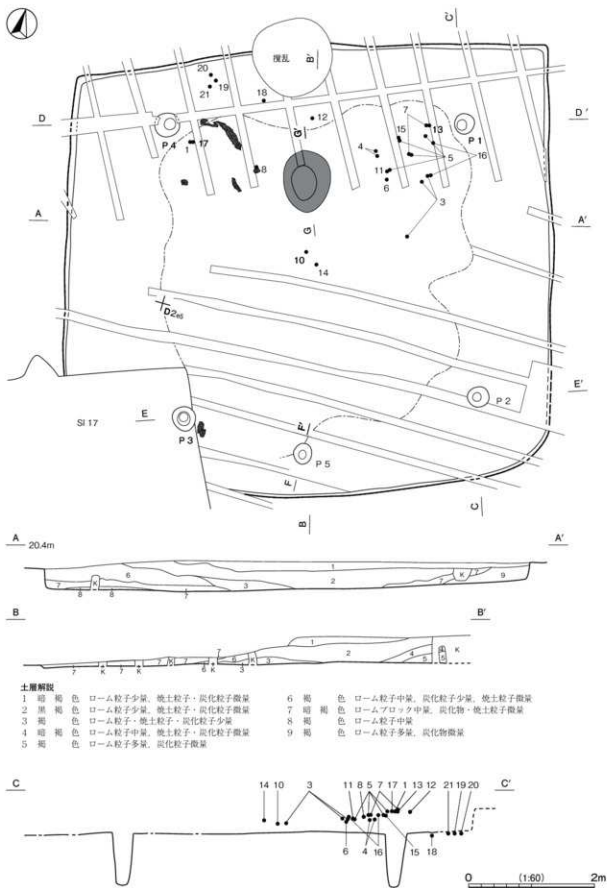 撹乱
B'
C'
20
19
21
18
D
12
7
D'
13
P 4
G'
P 1
15
1
17
4
5
16
8
11
6
3
A
A'
G
10
14
D2a6
E'
P 2
SI 17
E
F'
P 3
P 5
F
C
B
A 20.4m
A'
1
6
7
K
2
K
9
7
8
8
7
3
7
B
B'
1
7
2
4
K
K
5
6
7
K
7
K
6
K
3
土層解説
1 暗褐色 ローム粒子少量，焼土粒子・炭化粒子微量
2 黒褐色 ローム粒子少量，焼土粒子・炭化粒子微量
3 褐色 ローム粒子・焼土粒子・炭化粒子少量
4 暗褐色 ローム粒子中量，焼土粒子・炭化粒子微量
5 褐色 ローム粒子多量，炭化粒子微量
6 褐色 ローム粒子中量，炭化粒子少量，焼土粒子微量
7 暗褐色 ロームブロック中量，炭化物・焼土粒子微量
8 褐色 ローム粒子中量
9 褐色 ローム粒子多量，炭化物微量
C
C'
14 10 3 11 8 5 7 17 1 13 12 21 19 20
6 16 4 15 18
0 (1:60) 2m